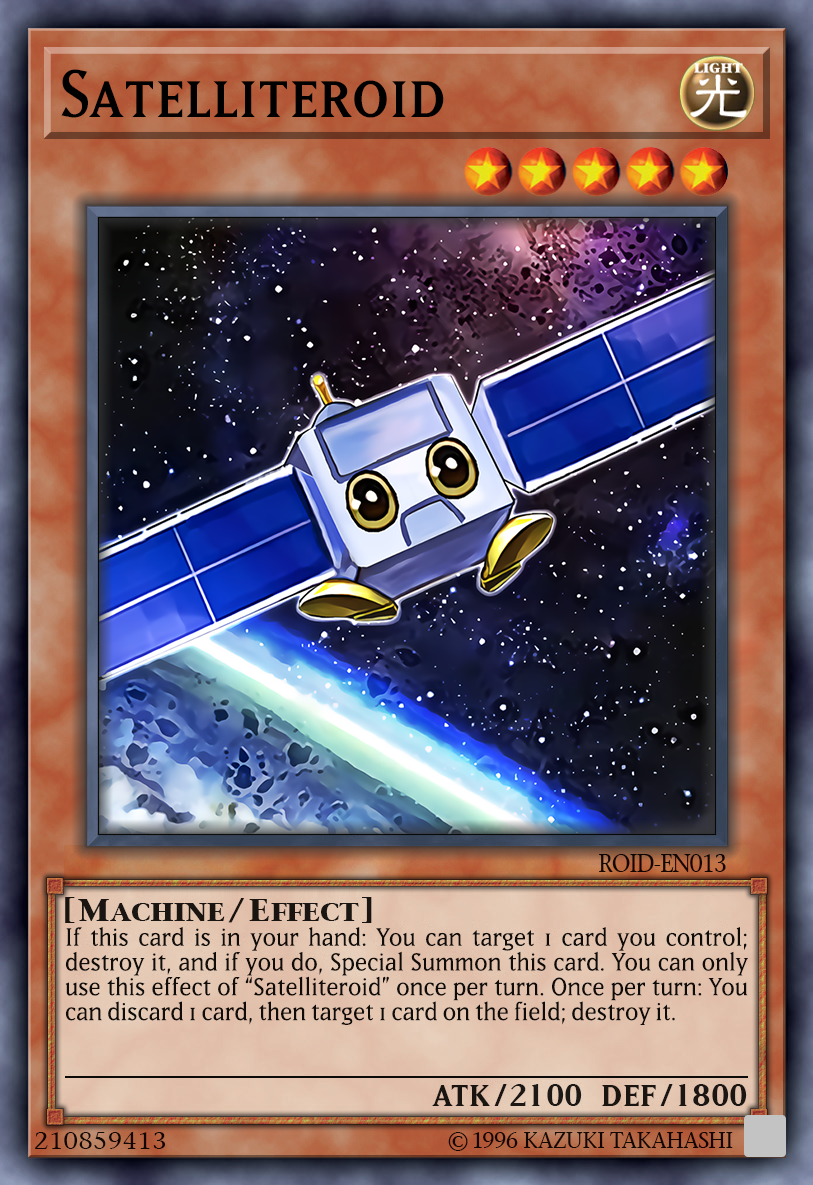 SATELLITEROID
LIGHT
光
ROID-EN013
[MACHINE/EFFECT]
If this card is in your hand: You can target 1 card you control;
destroy it, and if you do, Special Summon this card. You can only
use this effect of “Satelliteroid” once per turn. Once per turn: You
can discard 1 card, then target 1 card on the field; destroy it.
ATK/2100 DEF/1800
210859413
© 1996 KAZUKI TAKAHASHI